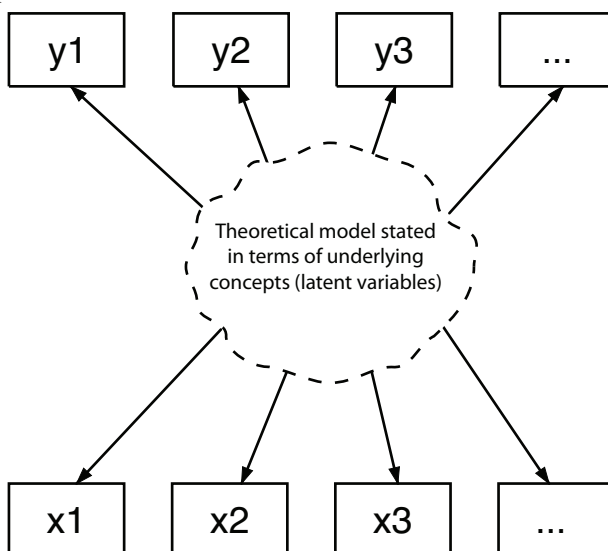 y1 y2 y3 ...
Theoretical model stated
in terms of underlying
concepts (latent variables)
x1 x2 x3 ...